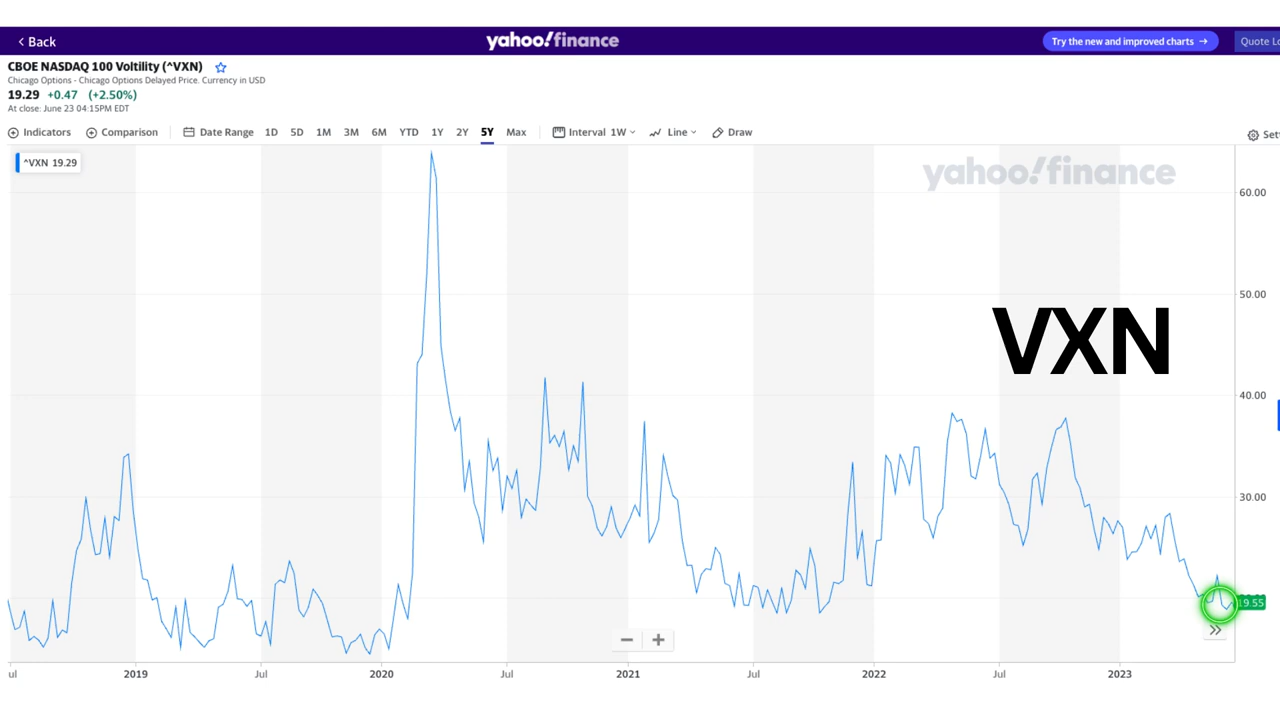 Back
yahoo!finance
Try the new and improved charts →
Quote Lo
CBOE NASDAQ 100 Voltility (^VXN)
Chicago Options - Chicago Options Delayed Price. Currency in USD
19.29 +0.47 (+2.50%)
At close: June 23 04:15PM EDT
Indicators Comparison Date Range 1D 5D 1M 3M 6M YTD 1Y 2Y 5Y Max Interval 1W Line Draw Set
^VXN 19.29
yahoo!finance
60.00
50.00
VXN
40.00
30.00
19.55
ul 2019 Jul 2020 Jul 2021 Jul 2022 Jul 2023